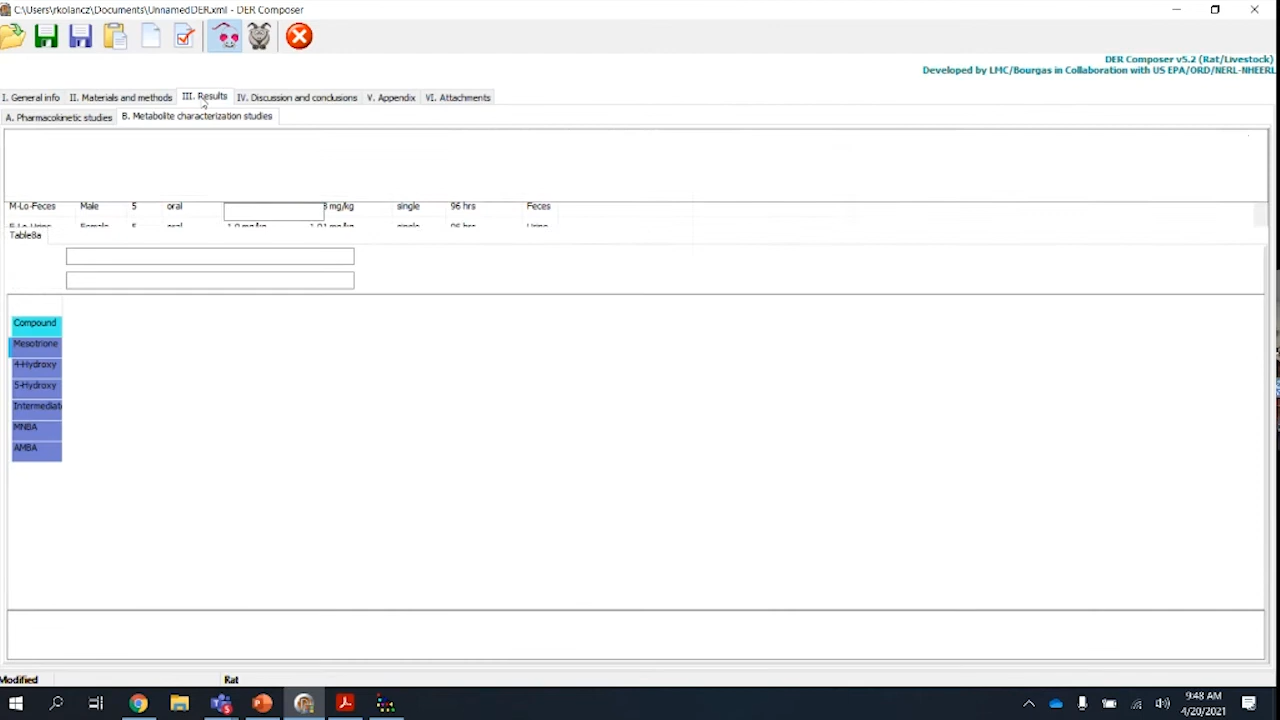 C:\Users\rkolancz\Documents\UnnamedDER.xml - DER Composer
DER Composer v5.2 (Rat/Livestock)
Developed by LMC/Bourgas in Collaboration with US EPA/ORD/NERL-NHEERL
I. General info II. Materials and methods III. Results IV. Discussion and conclusions V. Appendix VI. Attachments
A. Pharmacokinetic studies B. Metabolite characterization studies
M-Lo-Feces Male 5 oral 3 mg/kg single 96 hrs Feces
Table8a
Compound
Mesotrione
4-Hydroxy
5-Hydroxy
Intermediat
MNBA
AMBA
Modified Rat
9:48 AM
4/20/2021